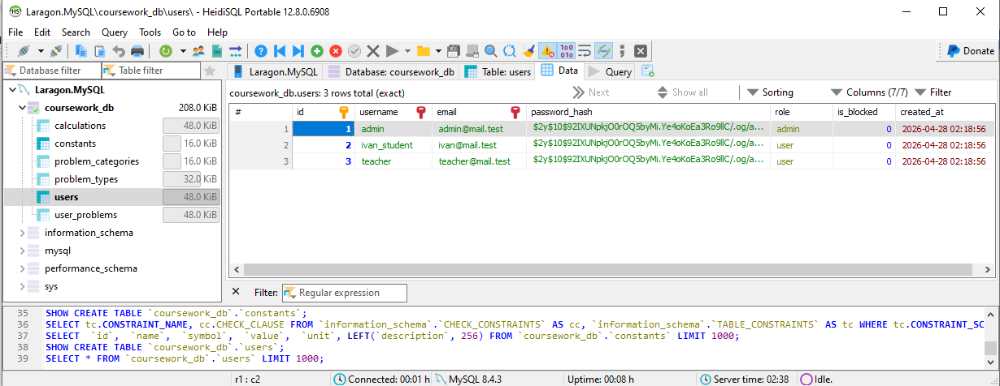 Laragon.MySQL\coursework_db\users\ - HeidiSQL Portable 12.8.0.6908
File Edit Search Query Tools Go to Help
Donate
Database filter Table filter
Laragon.MySQL Database: coursework_db Table: users Data Query
Laragon.MySQL
coursework_db 208.0 KiB
calculations 48.0 KiB
constants 16.0 KiB
problem_categories 16.0 KiB
problem_types 32.0 KiB
users 48.0 KiB
user_problems 48.0 KiB
information_schema
mysql
performance_schema
sys
coursework_db.users: 3 rows total (exact) Next Show all Sorting Columns (7/7) Filter
# id username email password_hash role is_blocked created_at
1 1 admin admin@mail.test $2y$10$92IXUNpkjO0rOQ5byMi.Ye4oKoEa3Ro9llC/.og/a... admin 0 2026-04-28 02:18:56
2 2 ivan_student ivan@mail.test $2y$10$92IXUNpkjO0rOQ5byMi.Ye4oKoEa3Ro9llC/.og/a... user 0 2026-04-28 02:18:56
3 3 teacher teacher@mail.test $2y$10$92IXUNpkjO0rOQ5byMi.Ye4oKoEa3Ro9llC/.og/a... user 0 2026-04-28 02:18:56
Filter: Regular expression
35 SHOW CREATE TABLE `coursework_db`.`constants`;
36 SELECT tc.CONSTRAINT_NAME, cc.CHECK_CLAUSE FROM `information_schema`.`CHECK_CONSTRAINTS` AS cc, `information_schema`.`TABLE_CONSTRAINTS` AS tc WHERE tc.CONSTRAINT_SC
37 SELECT `id`, `name`, `symbol`, `value`, `unit`, LEFT(`description`, 256) FROM `coursework_db`.`constants` LIMIT 1000;
38 SHOW CREATE TABLE `coursework_db`.`users`;
39 SELECT * FROM `coursework_db`.`users` LIMIT 1000;
r1 : c2 Connected: 00:01 h MySQL 8.4.3 Uptime: 00:08 h Server time: 02:38 Idle.